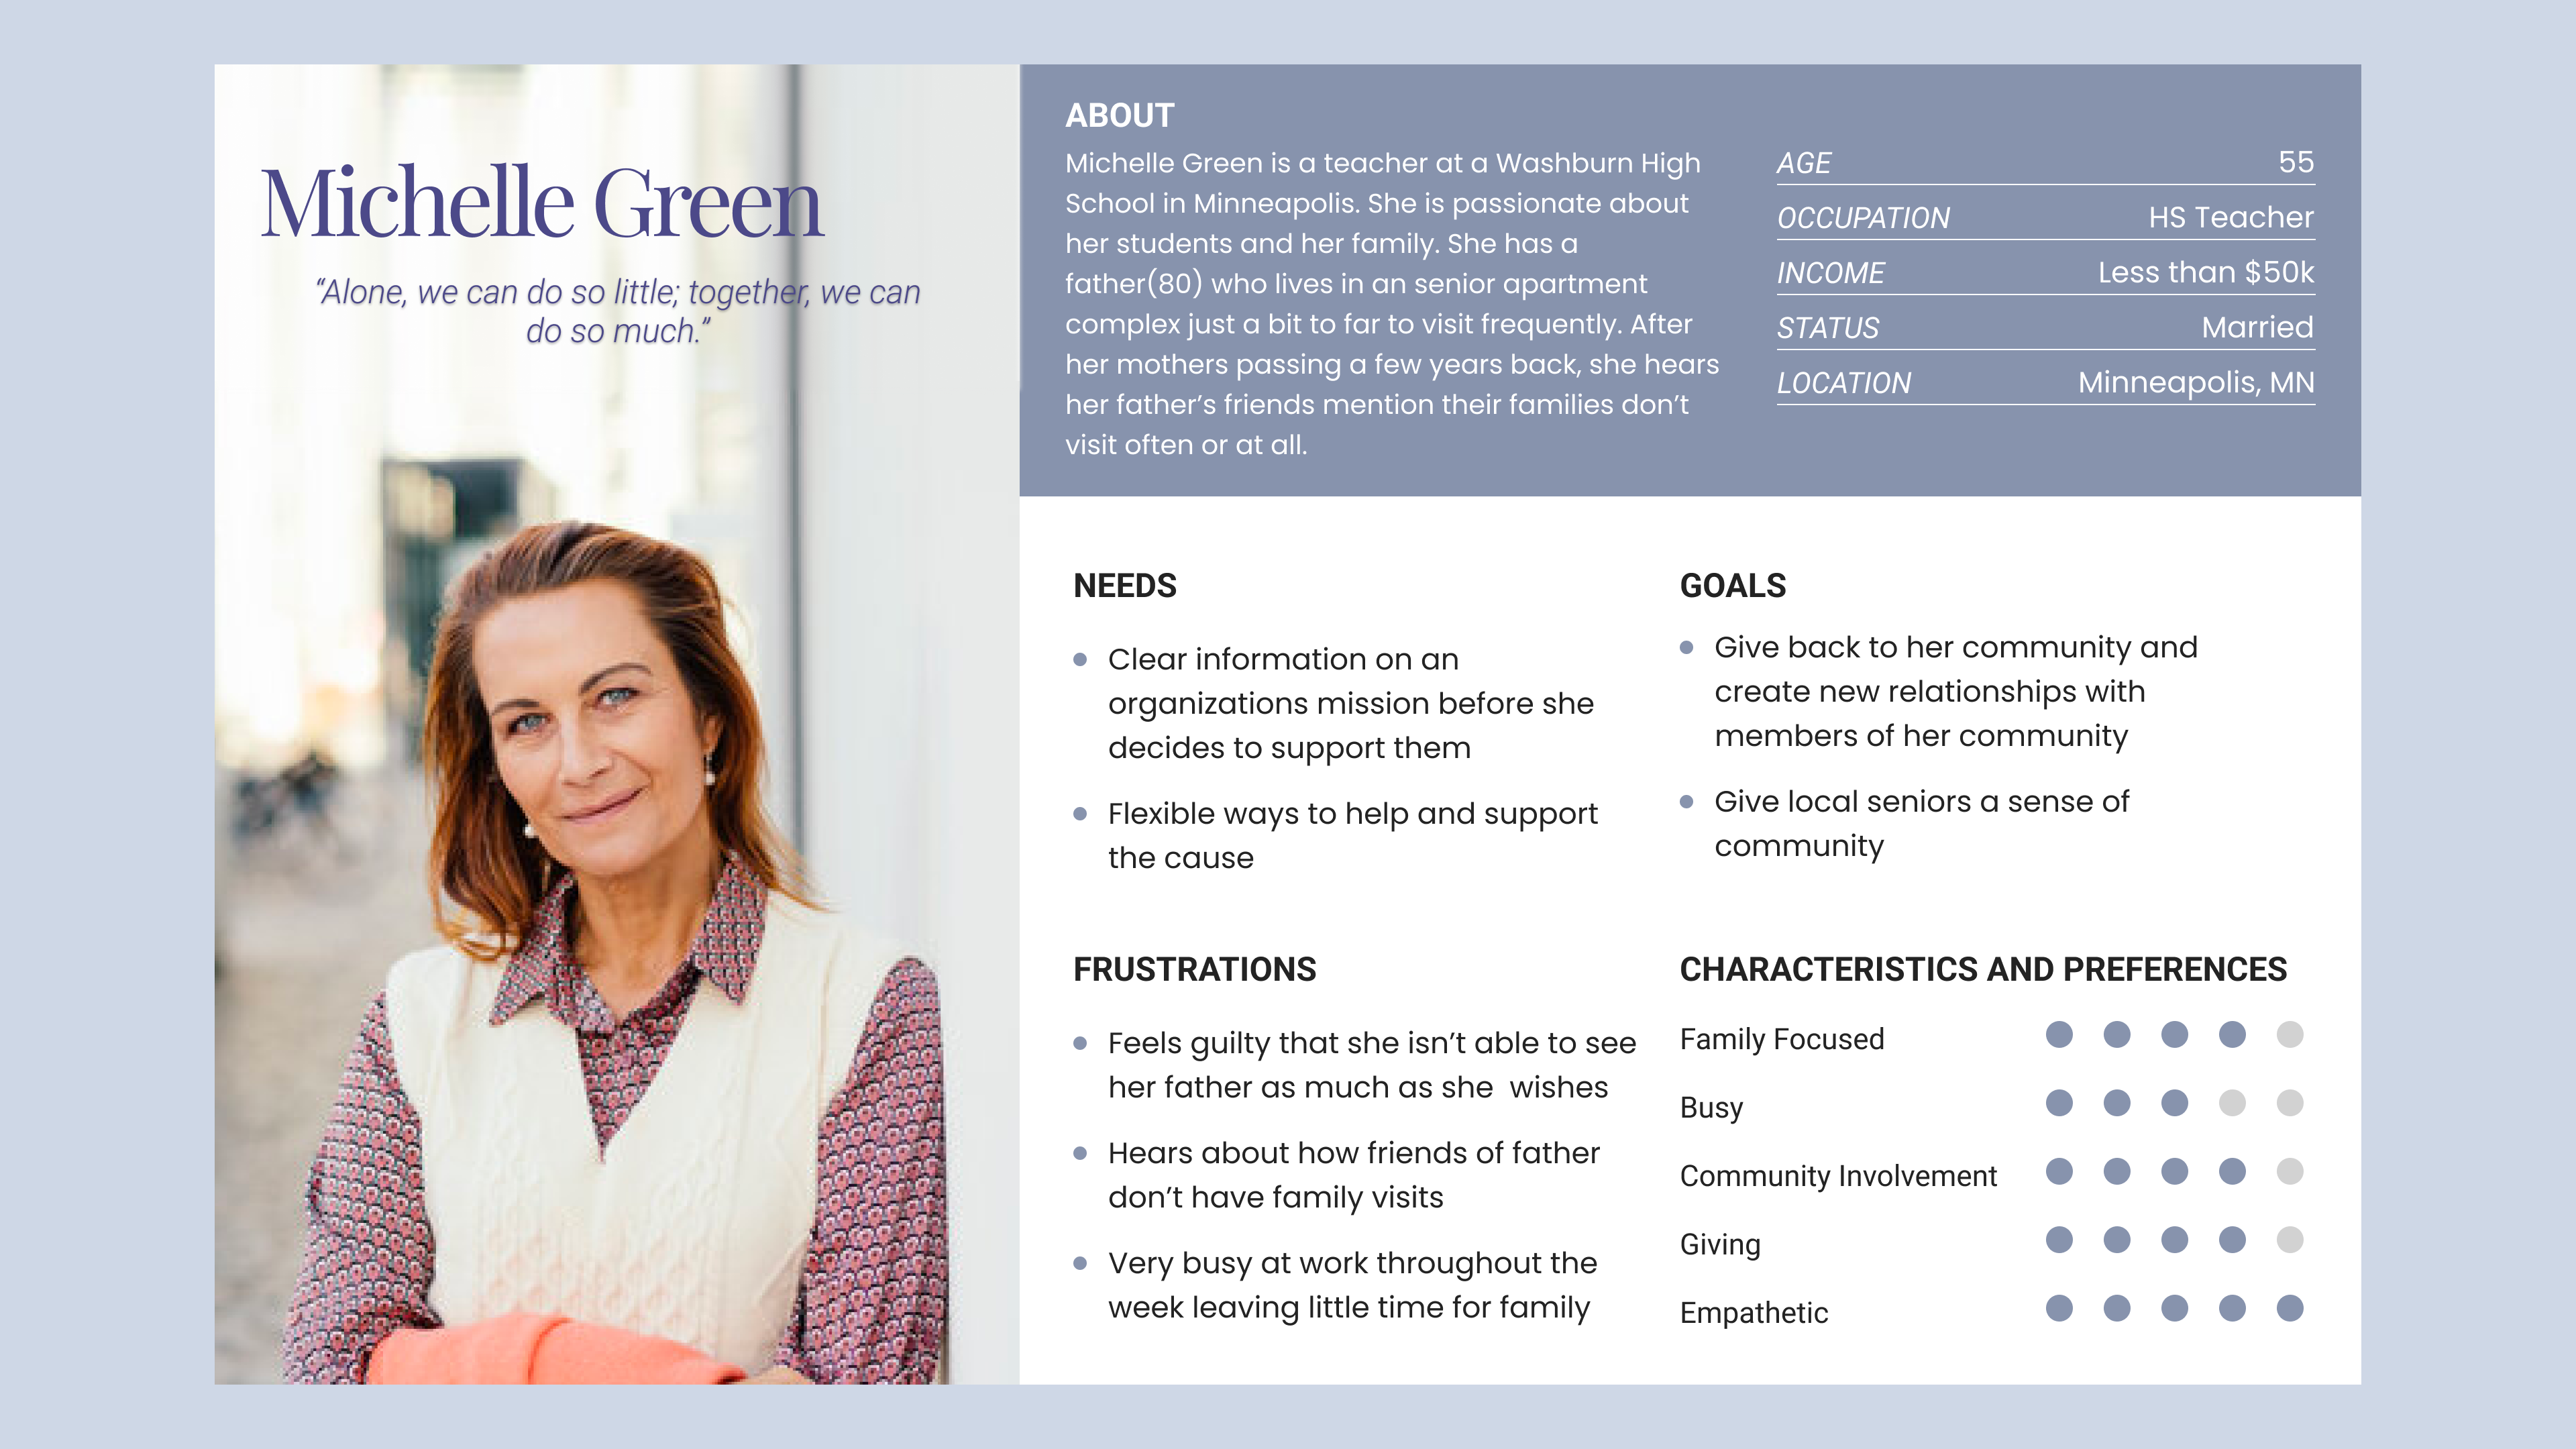 Michelle Green
“Alone, we can do so little; together, we can
do so much.”
ABOUT
Michelle Green is a teacher at a Washburn High
School in Minneapolis. She is passionate about
her students and her family. She has a
father(80) who lives in an senior apartment
complex just a bit to far to visit frequently. After
her mothers passing a few years back, she hears
her father’s friends mention their families don’t
visit often or at all.
AGE 55
OCCUPATION HS Teacher
INCOME Less than $50k
STATUS Married
LOCATION Minneapolis, MN
NEEDS
Clear information on an
organizations mission before she
decides to support them
Flexible ways to help and support
the cause
GOALS
Give back to her community and
create new relationships with
members of her community
Give local seniors a sense of
community
FRUSTRATIONS
Feels guilty that she isn’t able to see
her father as much as she  wishes
Hears about how friends of father
don’t have family visits
Very busy at work throughout the
week leaving little time for family
CHARACTERISTICS AND PREFERENCES
Family Focused
Busy
Community Involvement
Giving
Empathetic